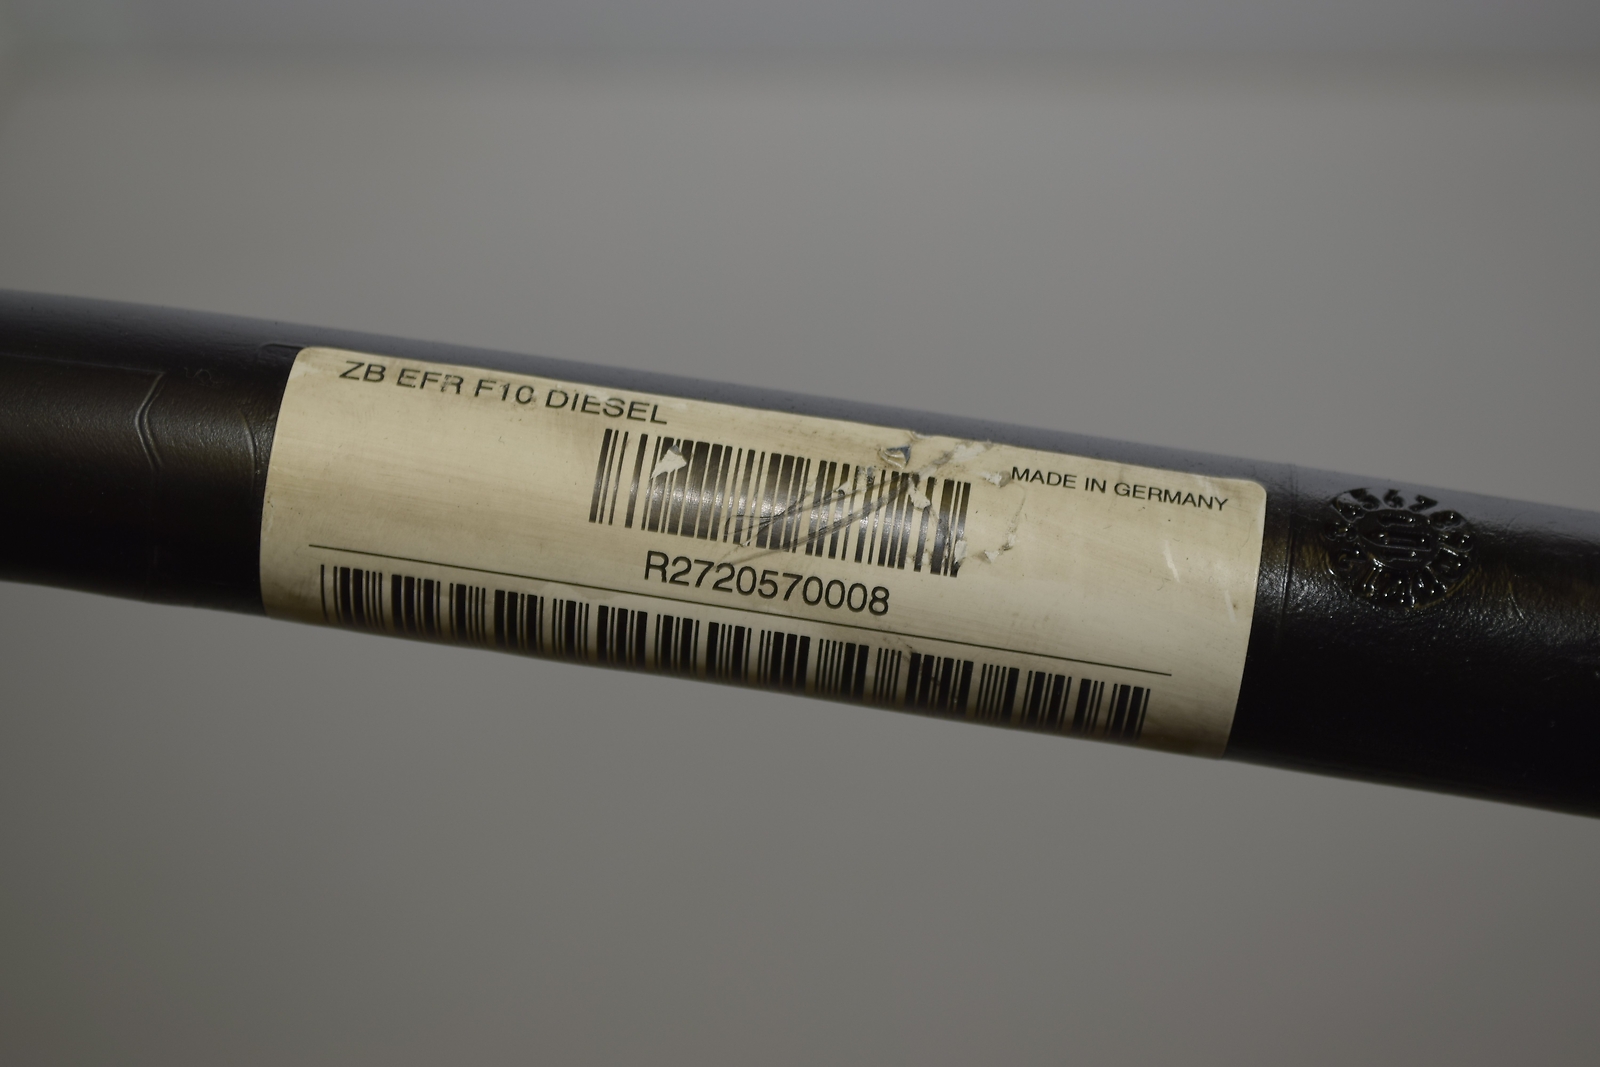 ZB EFR F10 DIESEL
MADE IN GERMANY
R2720570008